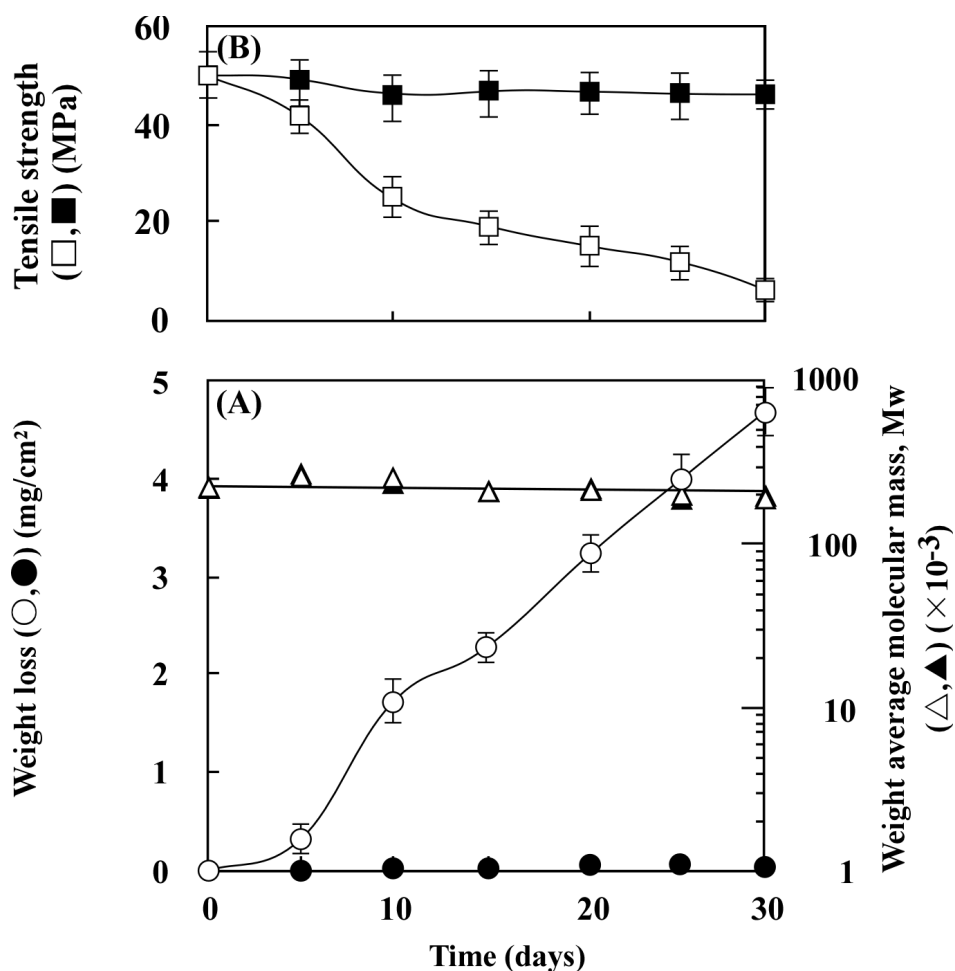 (B)
60
40
20
0
Tensile strength
(□,■) (MPa)
(A)
5
4
3
2
1
0
Weight loss (○,●) (mg/cm²)
1000
100
10
1
Weight average molecular mass, Mw
(△,▲) (×10⁻³)
0 10 20 30
Time (days)